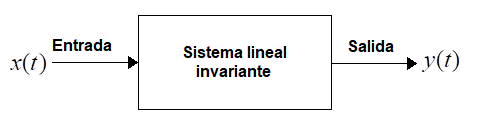 Entrada
x(t)
Sistema lineal
invariante
Salida
y(t)